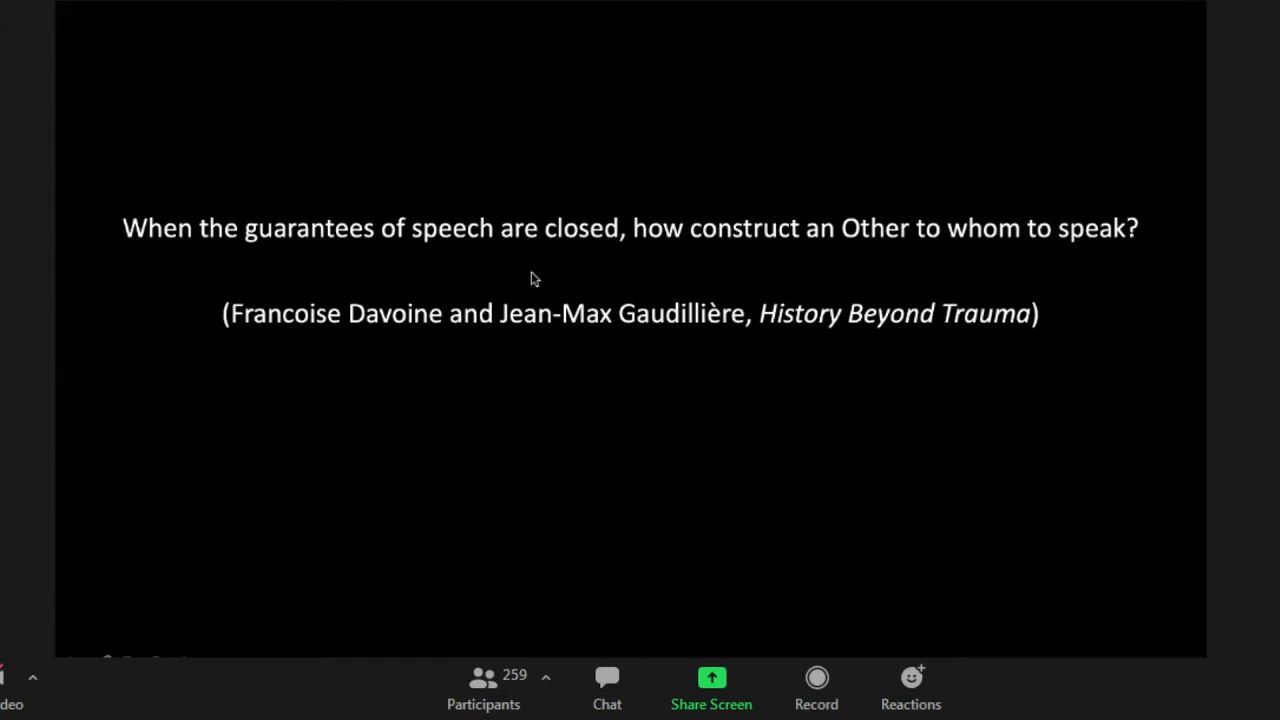 When the guarantees of speech are closed, how construct an Other to whom to speak?
(Francoise Davoine and Jean-Max Gaudillière, History Beyond Trauma)
259
deo
Participants
Chat
Share Screen
Record
Reactions